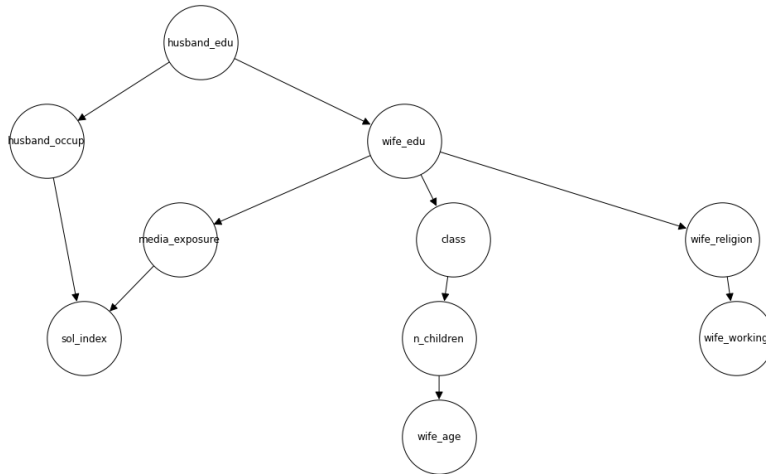 husband_edu
husband_occup
wife_edu
media_exposure
class
wife_religion
sol_index
n_children
wife_working
wife_age